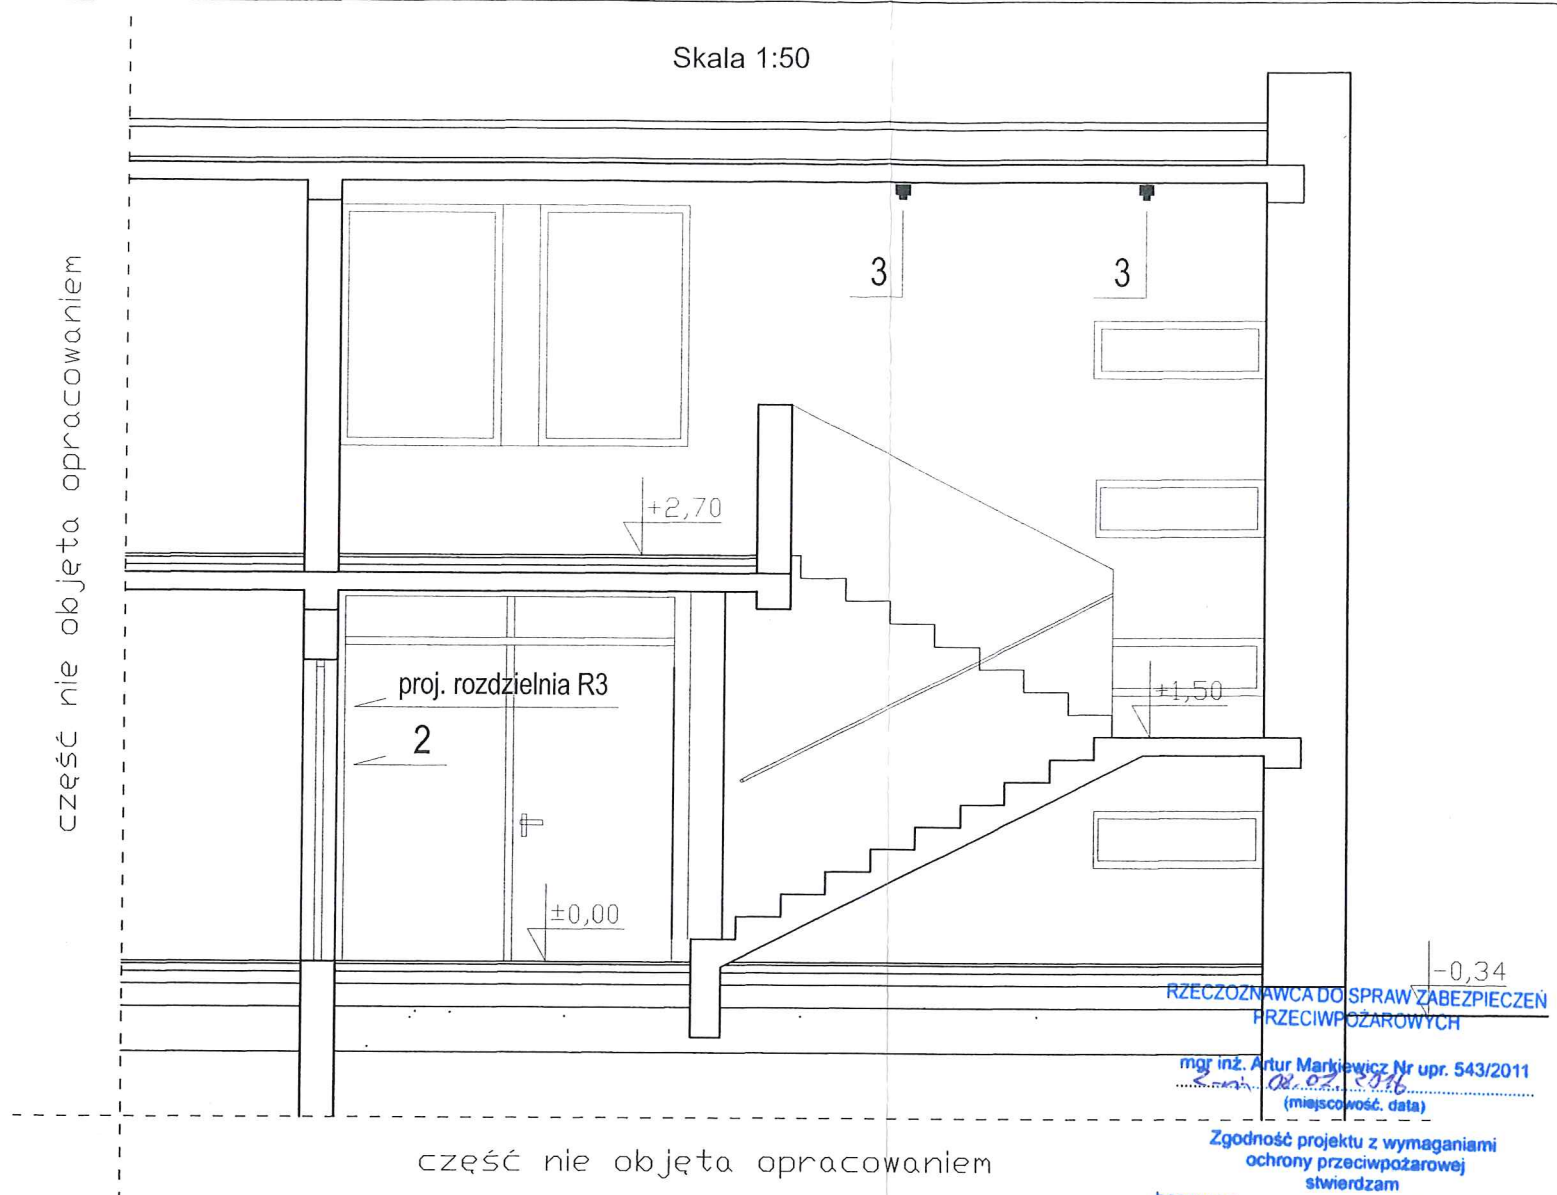 Skala 1:50
część nie objęta opracowaniem
3
3
+2,70
proj. rozdzielnia R3
2
±1,50
±0,00
-0,34
RZECZOZNAWCA DO SPRAW ZABEZPIECZEŃ
PRZECIWPOŻAROWYCH
mgr inż. Artur Markiewicz Nr upr. 543/2011
02.2016
(miejscowość, data)
Zgodność projektu z wymaganiami
ochrony przeciwpożarowej
stwierdzam
część nie objęta opracowaniem